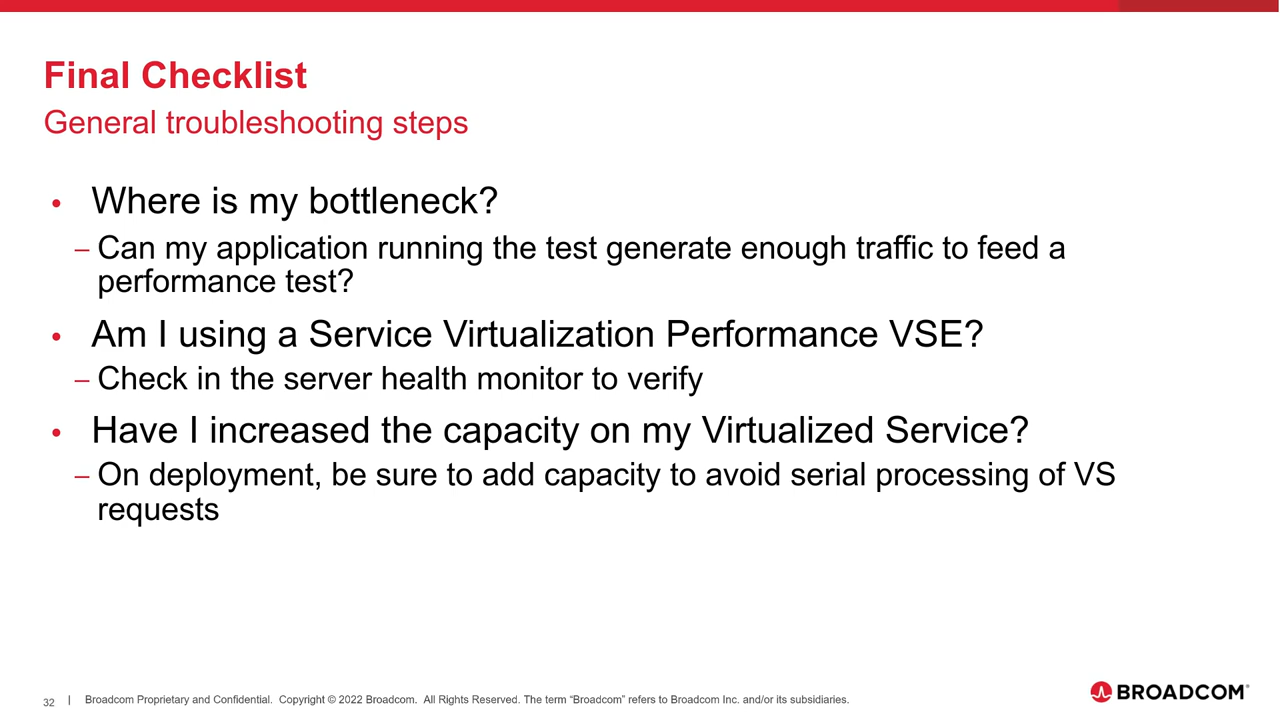 Final Checklist
General troubleshooting steps
• Where is my bottleneck?
– Can my application running the test generate enough traffic to feed a
performance test?
• Am I using a Service Virtualization Performance VSE?
– Check in the server health monitor to verify
• Have I increased the capacity on my Virtualized Service?
– On deployment, be sure to add capacity to avoid serial processing of VS
requests
32 | Broadcom Proprietary and Confidential. Copyright © 2022 Broadcom. All Rights Reserved. The term “Broadcom” refers to Broadcom Inc. and/or its subsidiaries.
BROADCOM®